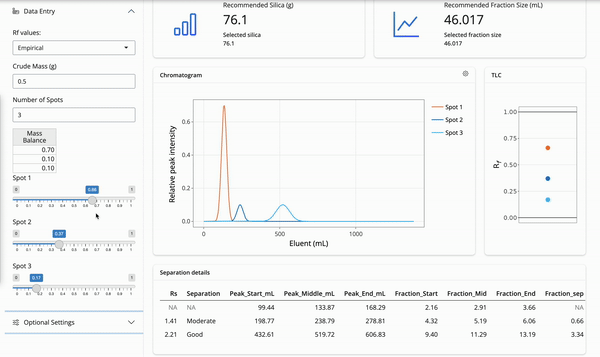 Data Entry
Rf values:
Empirical
Crude Mass (g)
0.5
Number of Spots
3
Mass
Balance
0.70
0.10
0.10
Spot 1
0 0.66 1
0 0.1 0.2 0.3 0.4 0.5 0.6 0.7 0.8 0.9 1
Spot 2
0 0.37 1
0 0.1 0.2 0.3 0.4 0.5 0.6 0.7 0.8 0.9 1
Spot 3
0 0.17 1
0 0.1 0.2 0.3 0.4 0.5 0.6 0.7 0.8 0.9 1
Optional Settings
Recommended Silica (g)
76.1
Selected silica
76.1
Recommended Fraction Size (mL)
46.017
Selected fraction size
46.017
Chromatogram
Relative peak intensity
0.6
0.4
0.2
0.0
0 500 1000
Eluent (mL)
Spot 1
Spot 2
Spot 3
TLC
Rf
1.00
0.75
0.50
0.25
0.00
Separation details
Rs Separation Peak_Start_mL Peak_Middle_mL Peak_End_mL Fraction_Start Fraction_Mid Fraction_End Fraction_sep
NA NA 99.44 133.87 168.29 2.16 2.91 3.66 NA
1.41 Moderate 198.77 238.79 278.81 4.32 5.19 6.06 0.66
2.21 Good 432.61 519.72 606.83 9.40 11.29 13.19 3.34